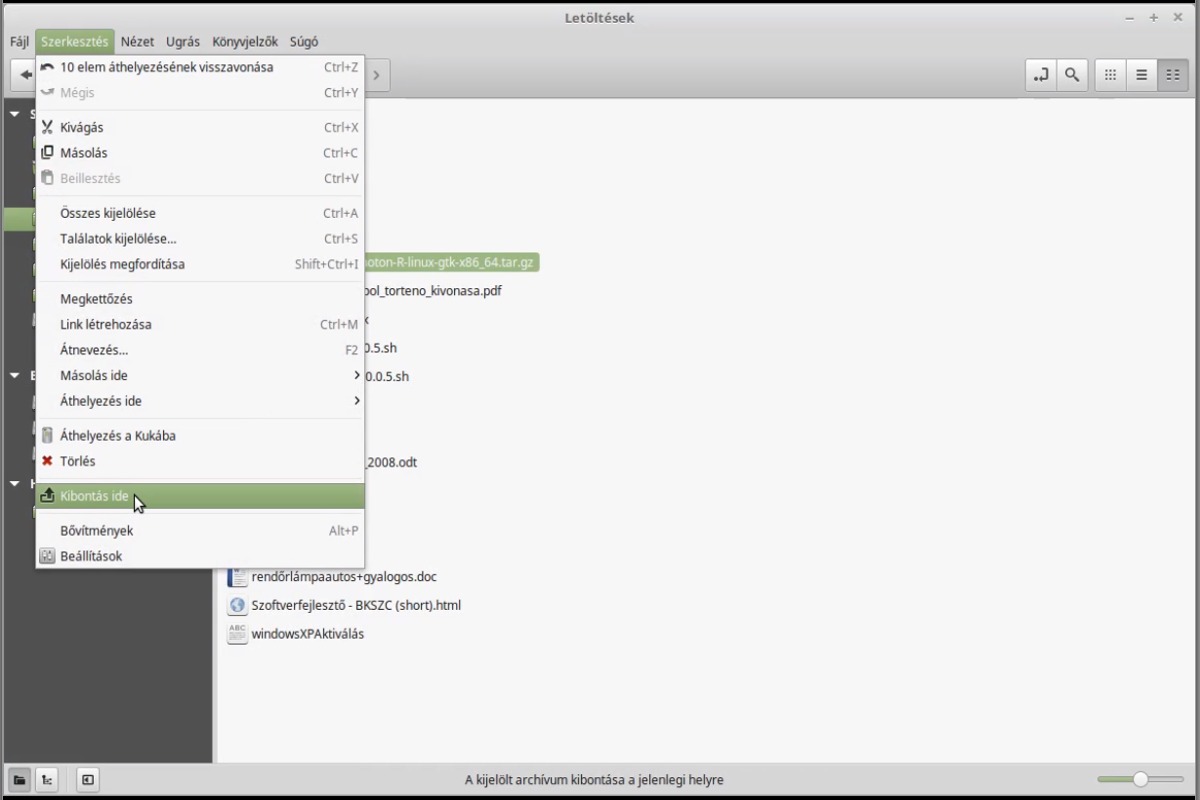 Letöltések
Fájl Szerkesztés Nézet Ugrás Könyvjelzők Súgó
10 elem áthelyezésének visszavonása Ctrl+Z
Mégis Ctrl+Y
Kivágás Ctrl+X
Másolás Ctrl+C
Beillesztés Ctrl+V
Összes kijelölése Ctrl+A
Találatok kijelölése... Ctrl+S
Kijelölés megfordítása Shift+Ctrl+I
Megkettőzés
Link létrehozása Ctrl+M
Átnevezés... F2
Másolás ide
Áthelyezés ide
Áthelyezés a Kukába
Törlés
Kibontás ide
Bővítmények Alt+P
Beállítások
oton-R-linux-gtk-x86_64.tar.gz
ool_torteno_kivonasa.pdf
0.5.sh
0.0.5.sh
_2008.odt
rendőrlámpaautos+gyalogos.doc
Szoftverfejlesztő - BKSZC (short).html
ABC
windowsXPAktiválás
A kijelölt archívum kibontása a jelenlegi helyre